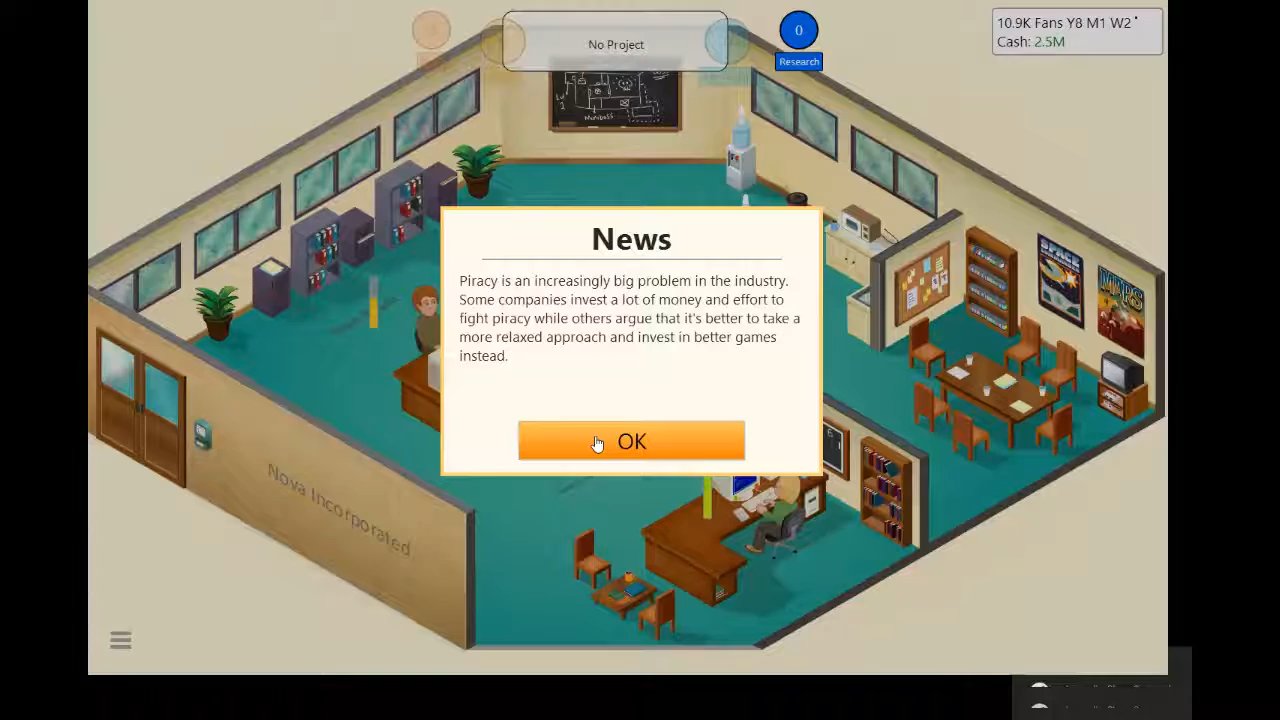 No Project
0
Research
10.9K Fans Y8 M1 W2
Cash: 2.5M
SPACE
News
Piracy is an increasingly big problem in the industry.
Some companies invest a lot of money and effort to
fight piracy while others argue that it's better to take a
more relaxed approach and invest in better games
instead.
OK
Nova Incorporated